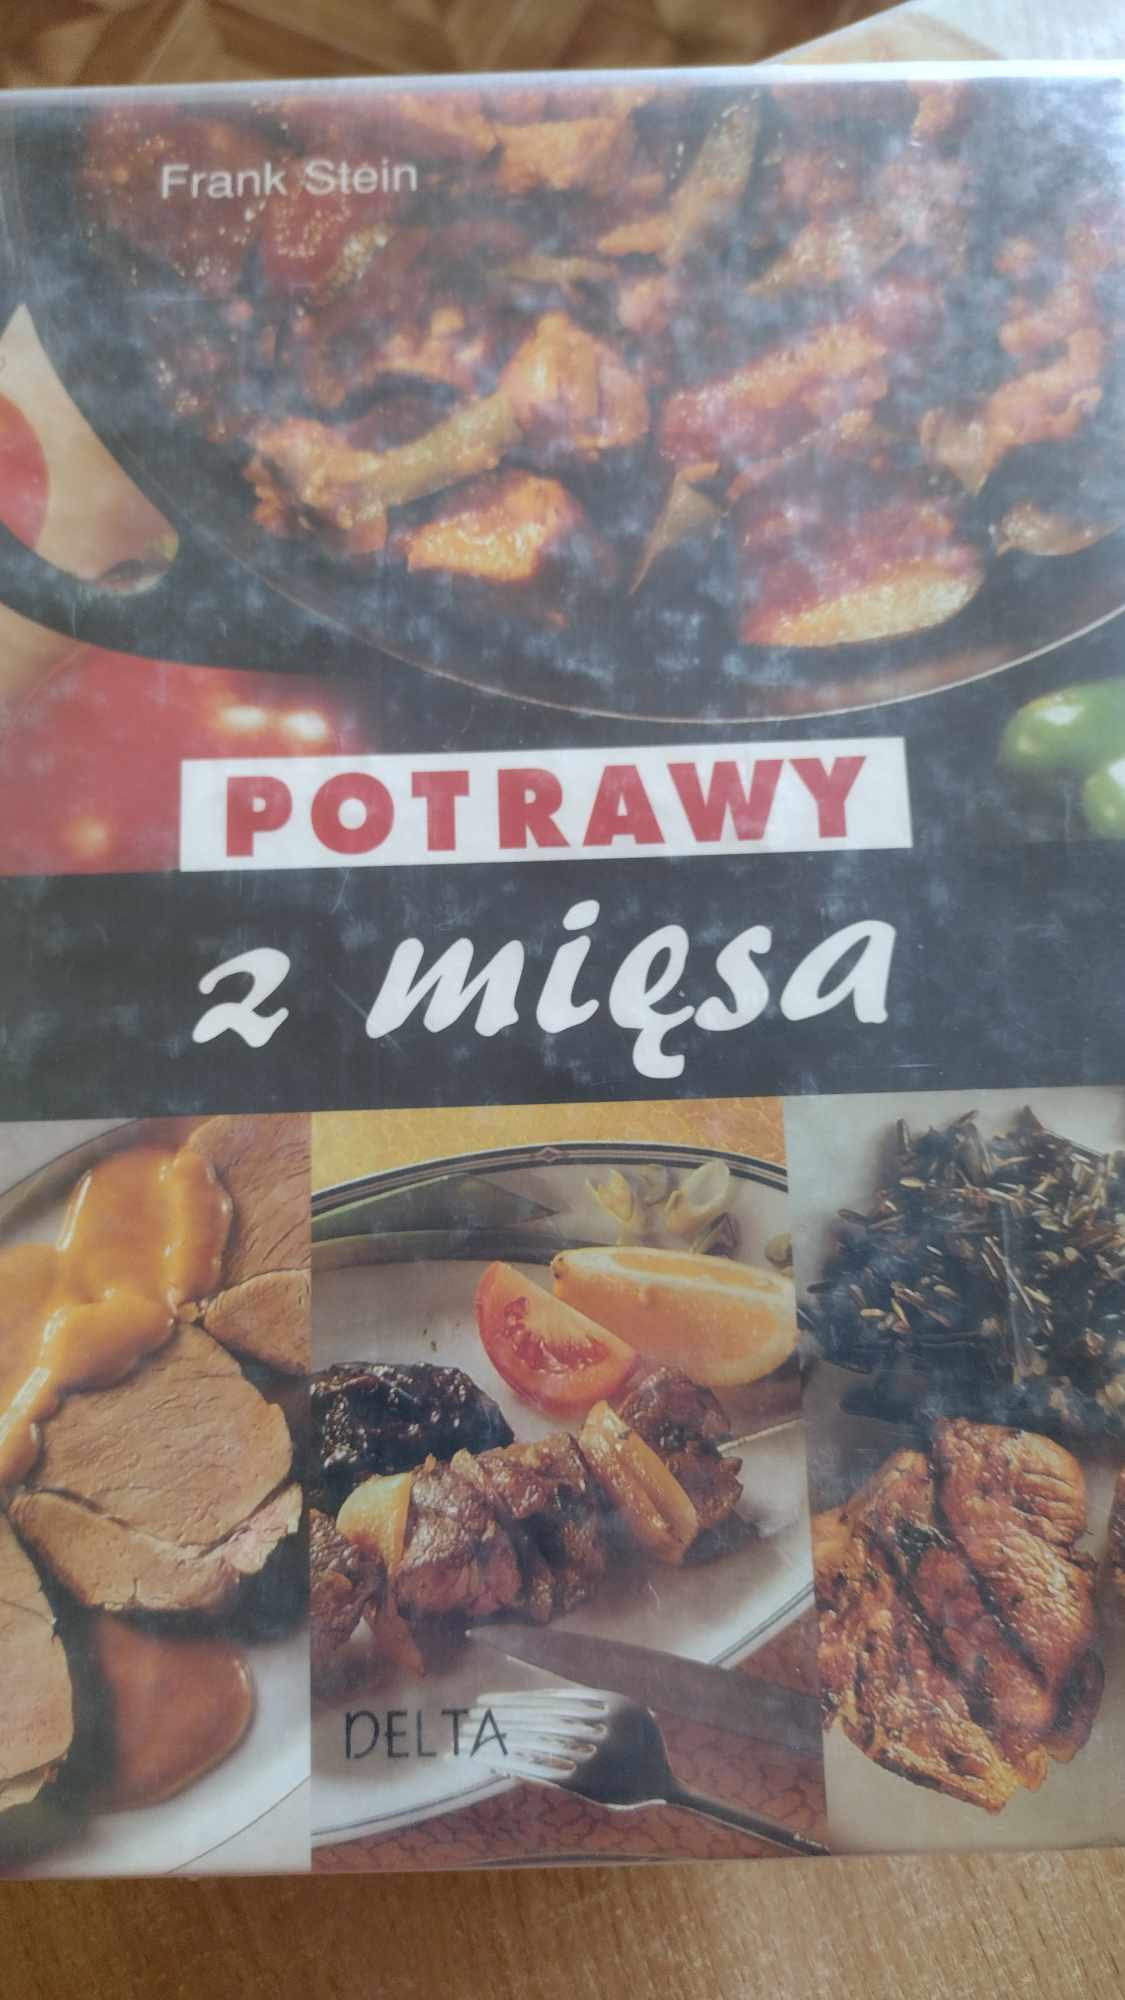 Frank Stein
POTRAWY
z mięsa
DELTA